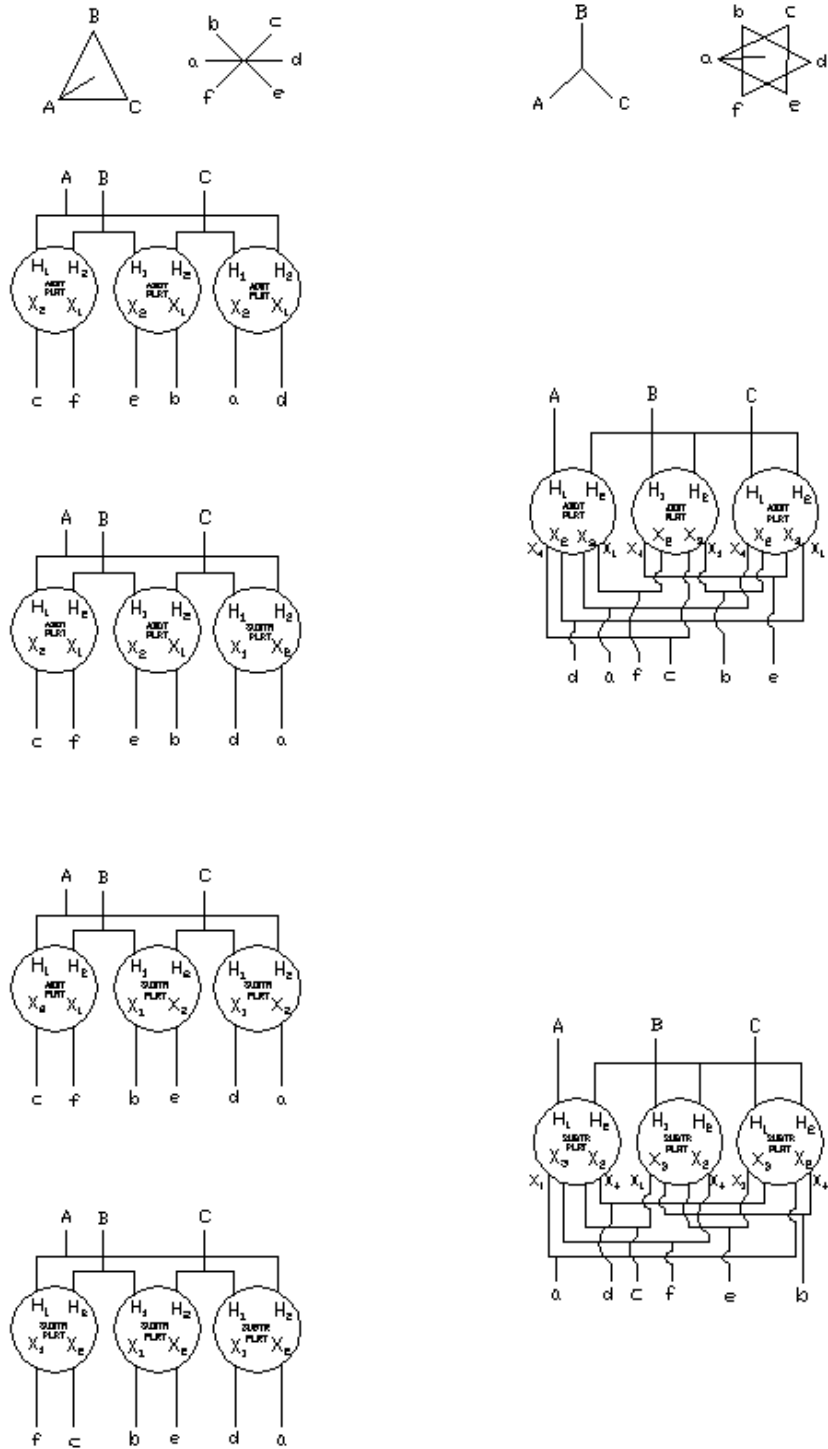 B
b c
a d
A C
f e
B
b c
a d
A C
f e
A B C
H₁ H₂ H₁ H₂ H₁ H₂
ADDT ADDT ADDT
PLRT PLRT PLRT
X₂ X₁ X₂ X₁ X₂ X₁
c f e b a d
A B C
H₁ H₂ H₁ H₂ H₁ H₂
ADDT ADDT ADDT
PLRT PLRT PLRT
X₂ X₃ X₂ X₃ X₂ X₃
X₄ X₁ X₄ X₁ X₄ X₁
d a f c b e
A B C
H₁ H₂ H₁ H₂ H₁ H₂
ADDT ADDT SUBTR
PLRT PLRT PLRT
X₂ X₁ X₂ X₁ X₁ X₂
c f e b d a
A B C
H₁ H₂ H₁ H₂ H₁ H₂
ADDT SUBTR SUBTR
PLRT PLRT PLRT
X₂ X₁ X₁ X₂ X₁ X₂
c f b e d a
A B C
H₁ H₂ H₁ H₂ H₁ H₂
SUBTR SUBTR SUBTR
PLRT PLRT PLRT
X₃ X₂ X₃ X₂ X₃ X₂
X₁ X₄ X₁ X₄ X₁ X₄
a d c f e b
A B C
H₁ H₂ H₁ H₂ H₁ H₂
SUBTR SUBTR SUBTR
PLRT PLRT PLRT
X₁ X₂ X₁ X₂ X₁ X₂
f c b e d a